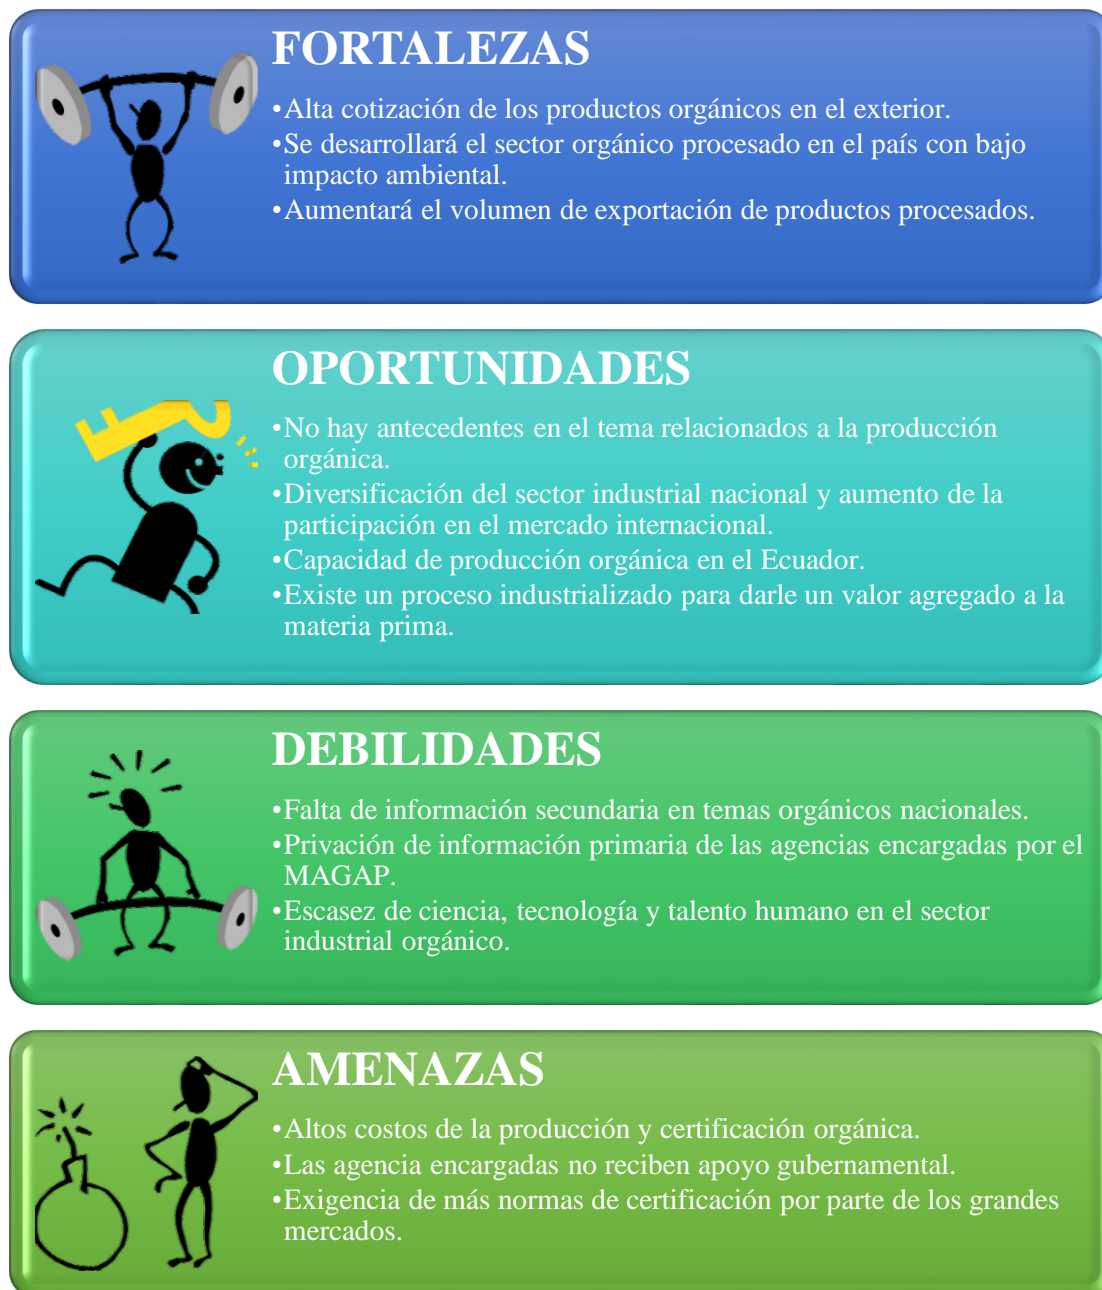 FORTALEZAS
•Alta cotización de los productos orgánicos en el exterior.
•Se desarrollará el sector orgánico procesado en el país con bajo
impacto ambiental.
•Aumentará el volumen de exportación de productos procesados.
OPORTUNIDADES
•No hay antecedentes en el tema relacionados a la producción
orgánica.
•Diversificación del sector industrial nacional y aumento de la
participación en el mercado internacional.
•Capacidad de producción orgánica en el Ecuador.
•Existe un proceso industrializado para darle un valor agregado a la
materia prima.
DEBILIDADES
•Falta de información secundaria en temas orgánicos nacionales.
•Privación de información primaria de las agencias encargadas por el
MAGAP.
•Escasez de ciencia, tecnología y talento humano en el sector
industrial orgánico.
AMENAZAS
•Altos costos de la producción y certificación orgánica.
•Las agencia encargadas no reciben apoyo gubernamental.
•Exigencia de más normas de certificación por parte de los grandes
mercados.